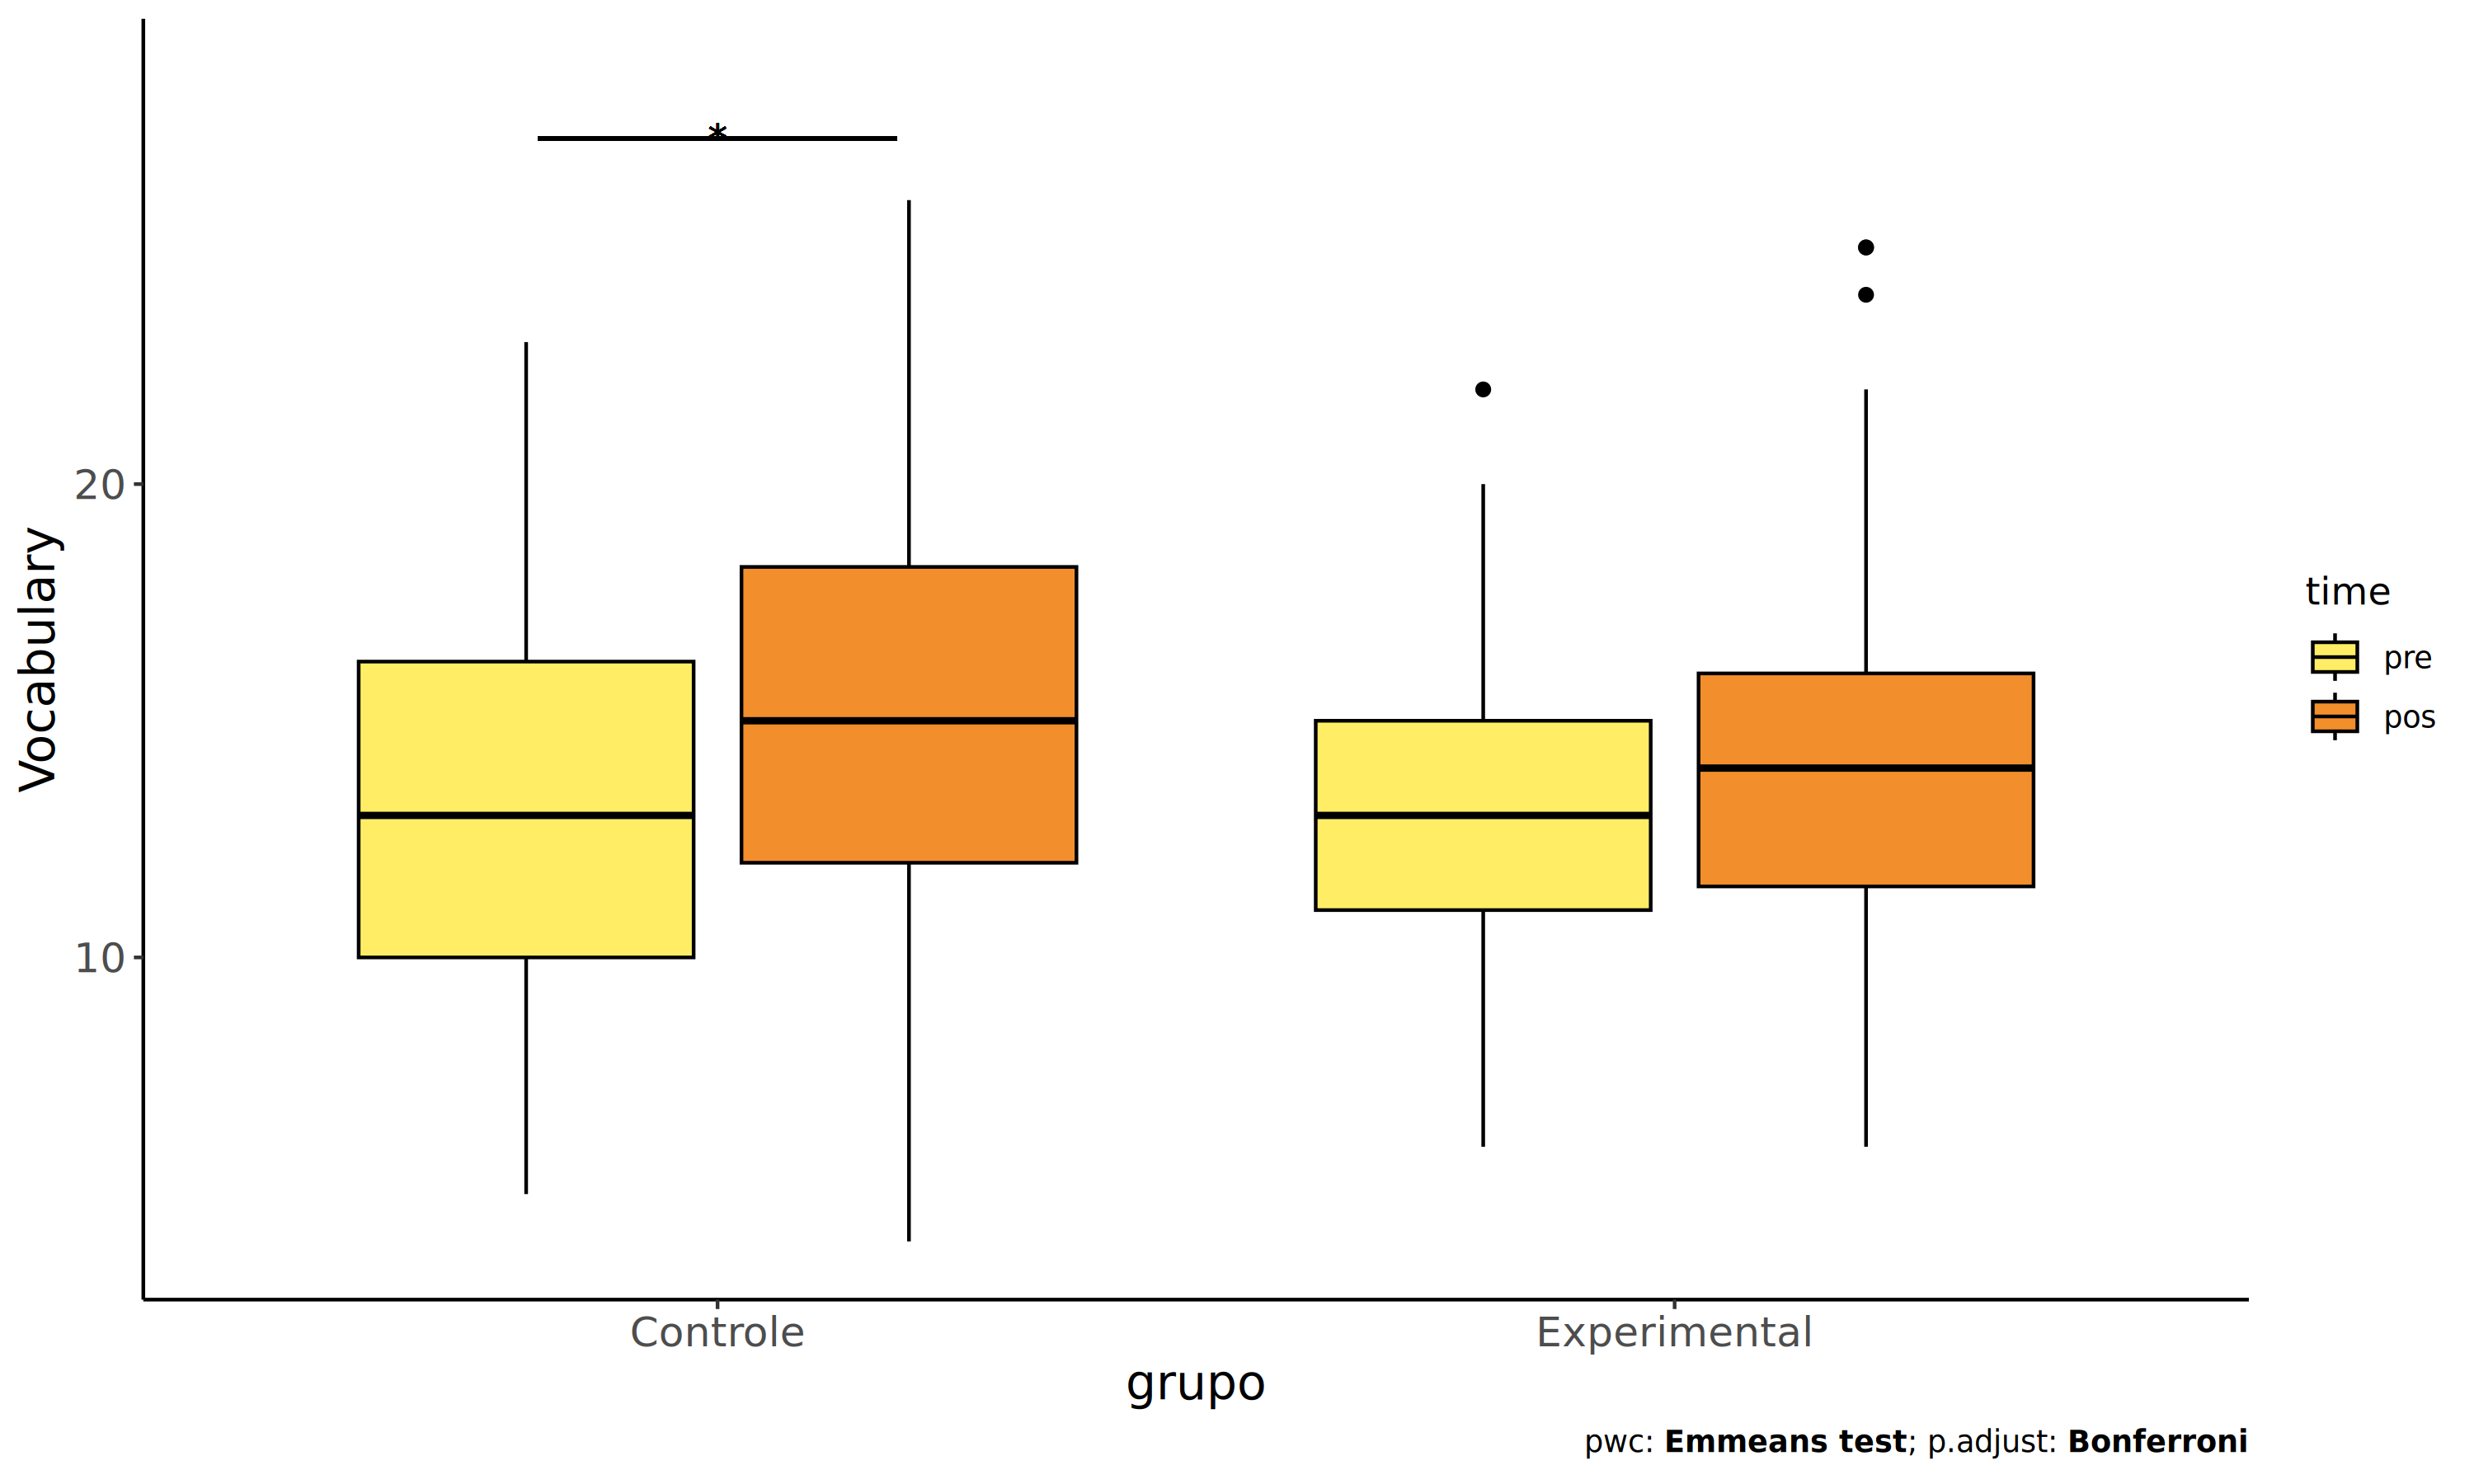 *
Vocabulary
20
10
Controle
Experimental
grupo
time
pre
pos
pwc: Emmeans test; p.adjust: Bonferroni